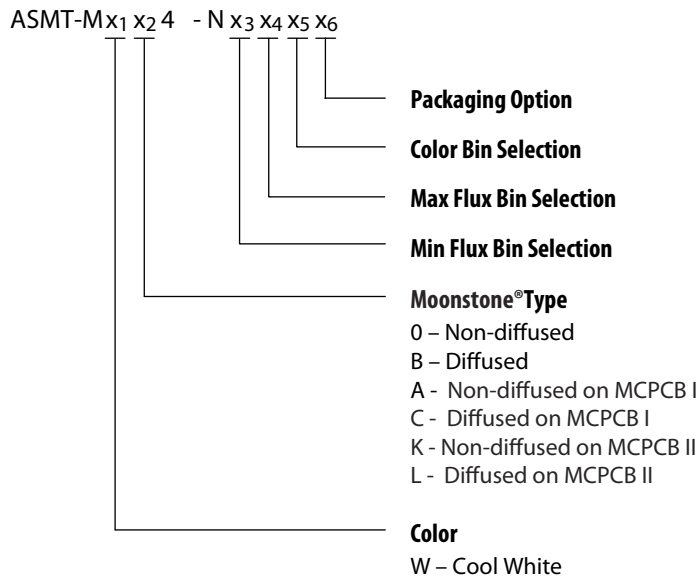 ASMT-Mx1 x2 4 - N x3 x4 x5 x6
Packaging Option
Color Bin Selection
Max Flux Bin Selection
Min Flux Bin Selection
Moonstone®Type
0 – Non-diffused
B – Diffused
A - Non-diffused on MCPCB I
C - Diffused on MCPCB I
K - Non-diffused on MCPCB II
L - Diffused on MCPCB II
Color
W – Cool White